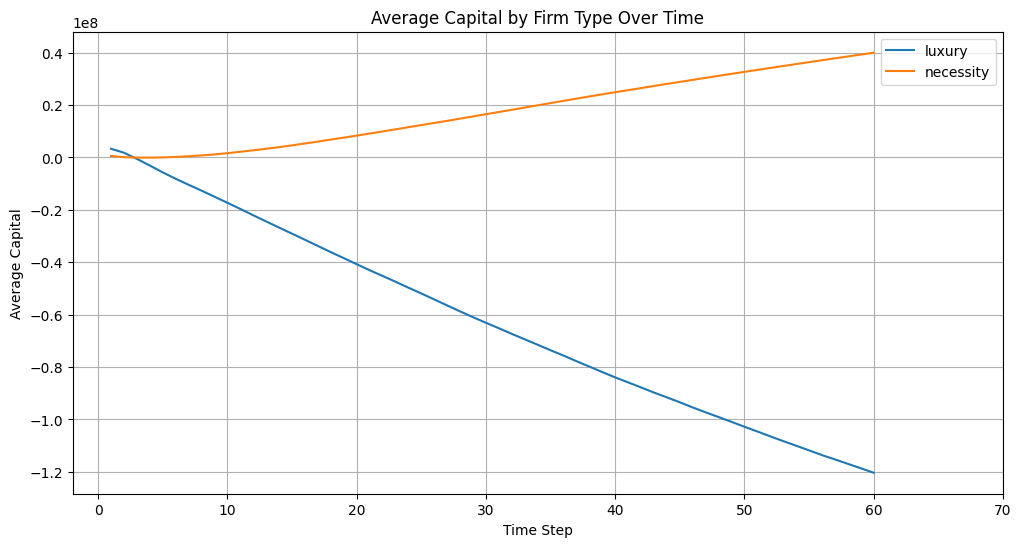 Average Capital by Firm Type Over Time
1e8
luxury
necessity
0.4
0.2
0.0
−0.2
−0.4
−0.6
−0.8
−1.0
−1.2
Average Capital
0 10 20 30 40 50 60 70
Time Step